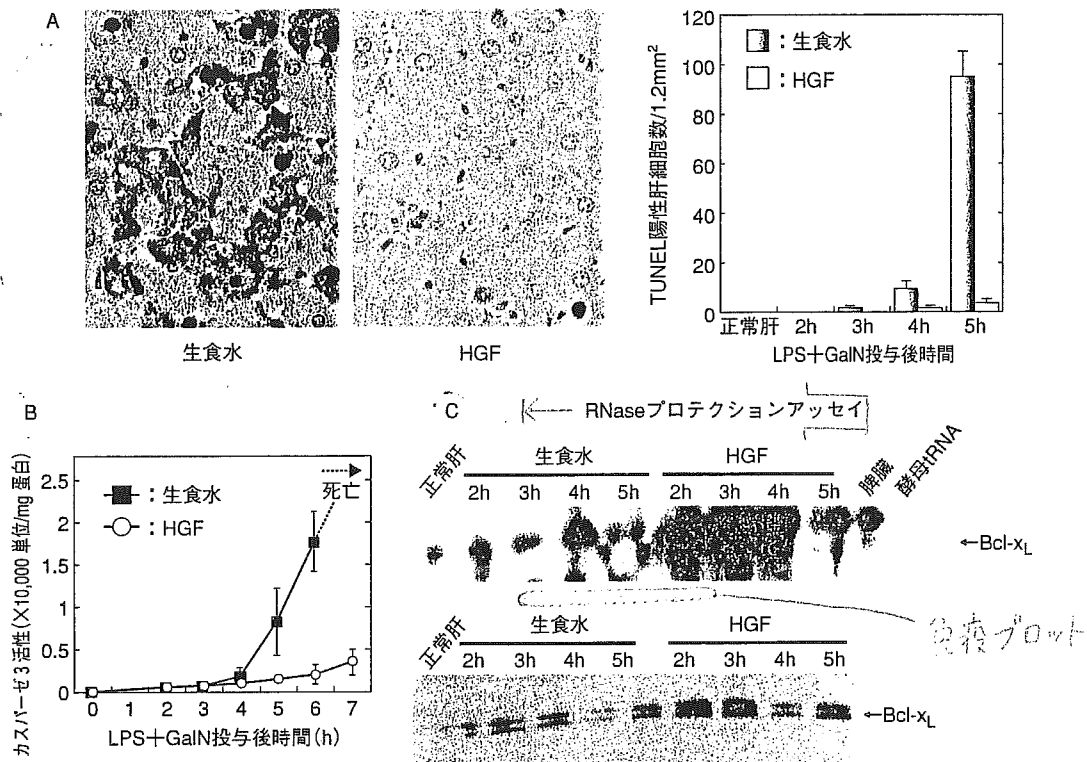 A
生食水
HGF
TUNEL陽性肝細胞数/1.2mm²
：生食水
：HGF
120
100
80
60
40
20
0
正常肝 2h 3h 4h 5h
LPS＋GalN投与後時間
B
カスパーゼ3活性(×10,000単位/mg蛋白)
：生食水
：HGF
死亡
2.5
2
1.5
1
0.5
0
0 1 2 3 4 5 6 7
LPS＋GalN投与後時間(h)
C
RNaseプロテクションアッセイ
正常肝 生食水 HGF 脾臓 酵母tRNA
2h 3h 4h 5h 2h 3h 4h 5h
←Bcl-xL
免疫ブロット
正常肝 生食水 HGF
2h 3h 4h 5h 2h 3h 4h 5h
←Bcl-xL